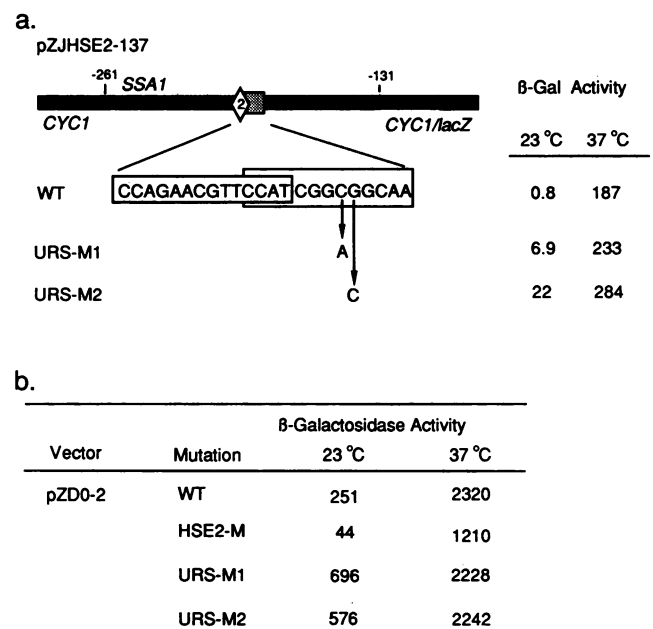 a.
pZJHSE2-137
-261 SSA1 -131
2
CYC1 CYC1/lacZ
ß-Gal Activity
23 °C 37 °C
WT CCAGAACGTTCCATCGGCGGCAA 0.8 187
URS-M1 A 6.9 233
URS-M2 C 22 284
b.
ß-Galactosidase Activity
Vector Mutation 23 °C 37 °C
pZD0-2 WT 251 2320
HSE2-M 44 1210
URS-M1 696 2228
URS-M2 576 2242